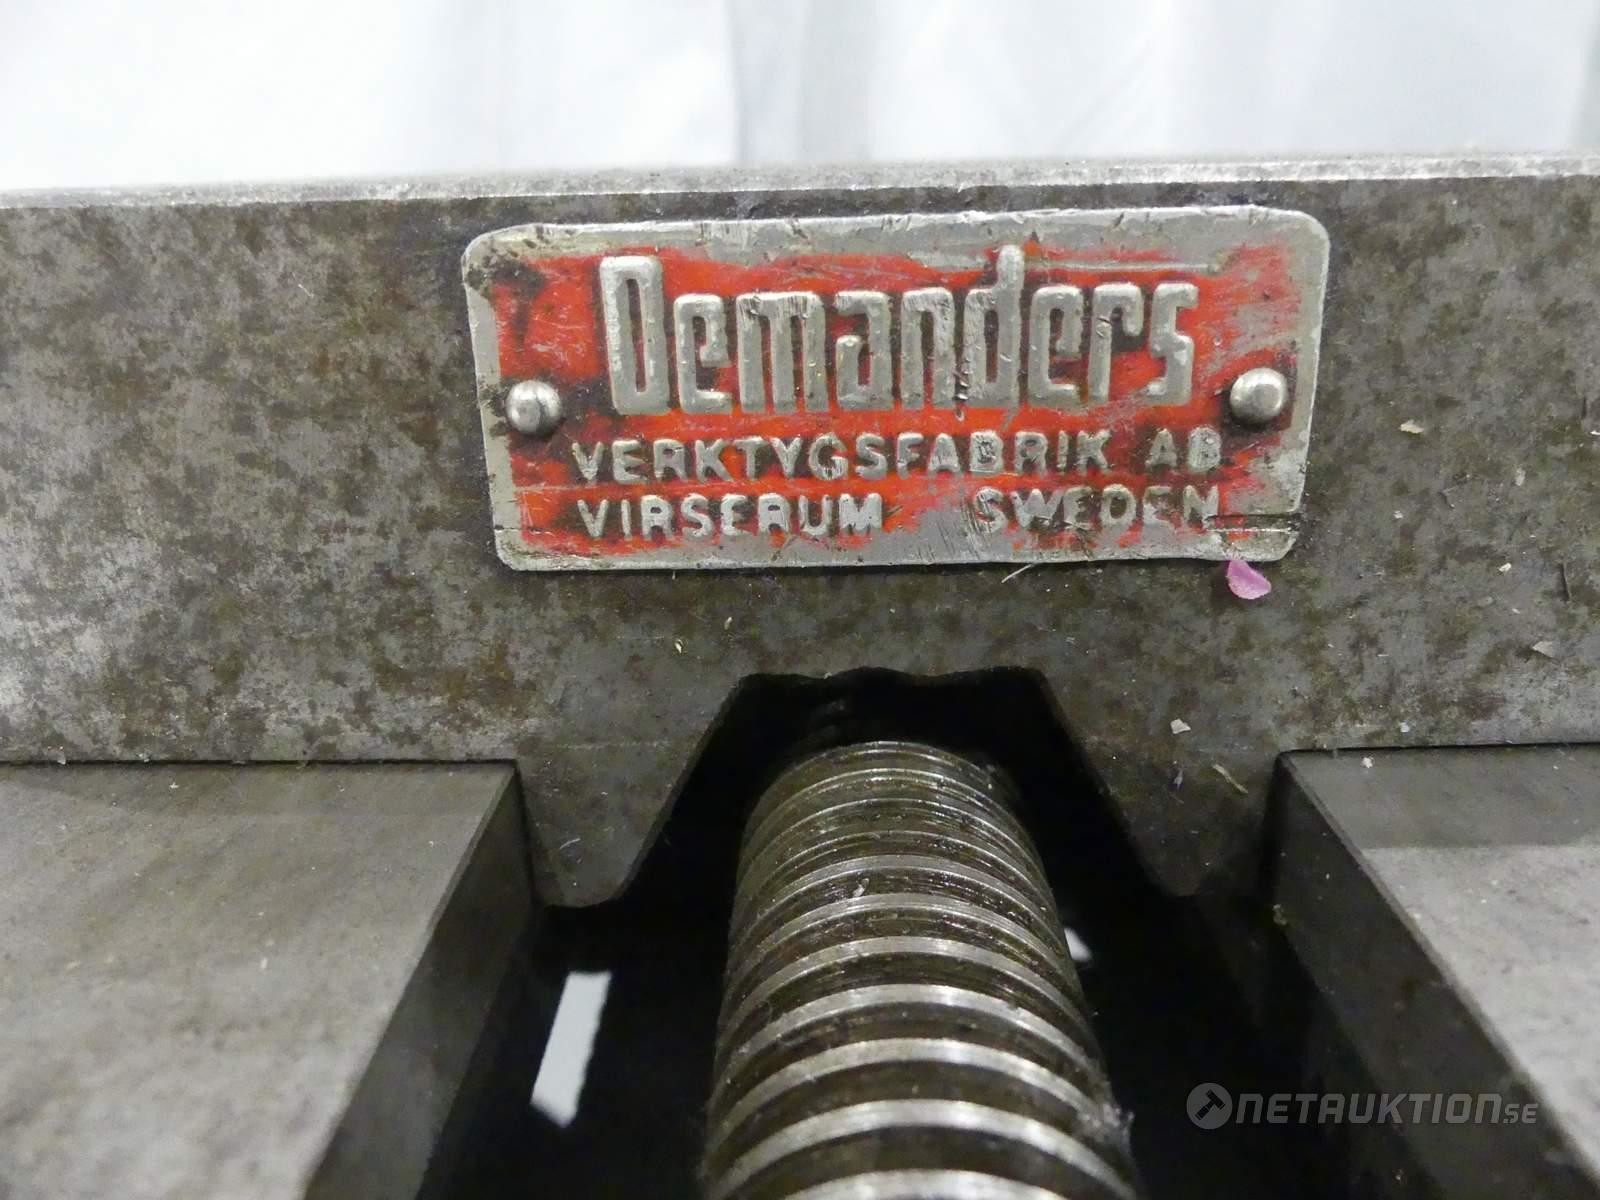 Demanders
VERKTYGSFABRIK AB
VIRSERUM SWEDEN
NETAUKTION.SE